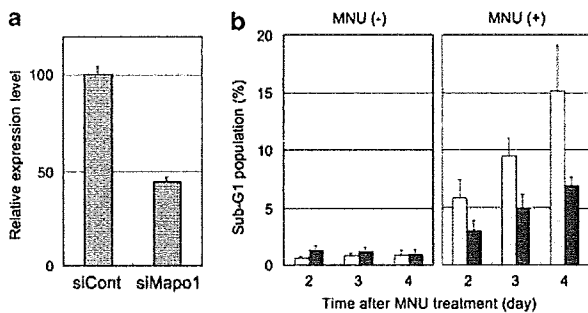 a
Relative expression level
100
50
0
siCont
siMapo1
b
MNU (-)
MNU (+)
Sub-G1 population (%)
20
15
10
5
0
2
3
4
2
3
4
Time after MNU treatment (day)